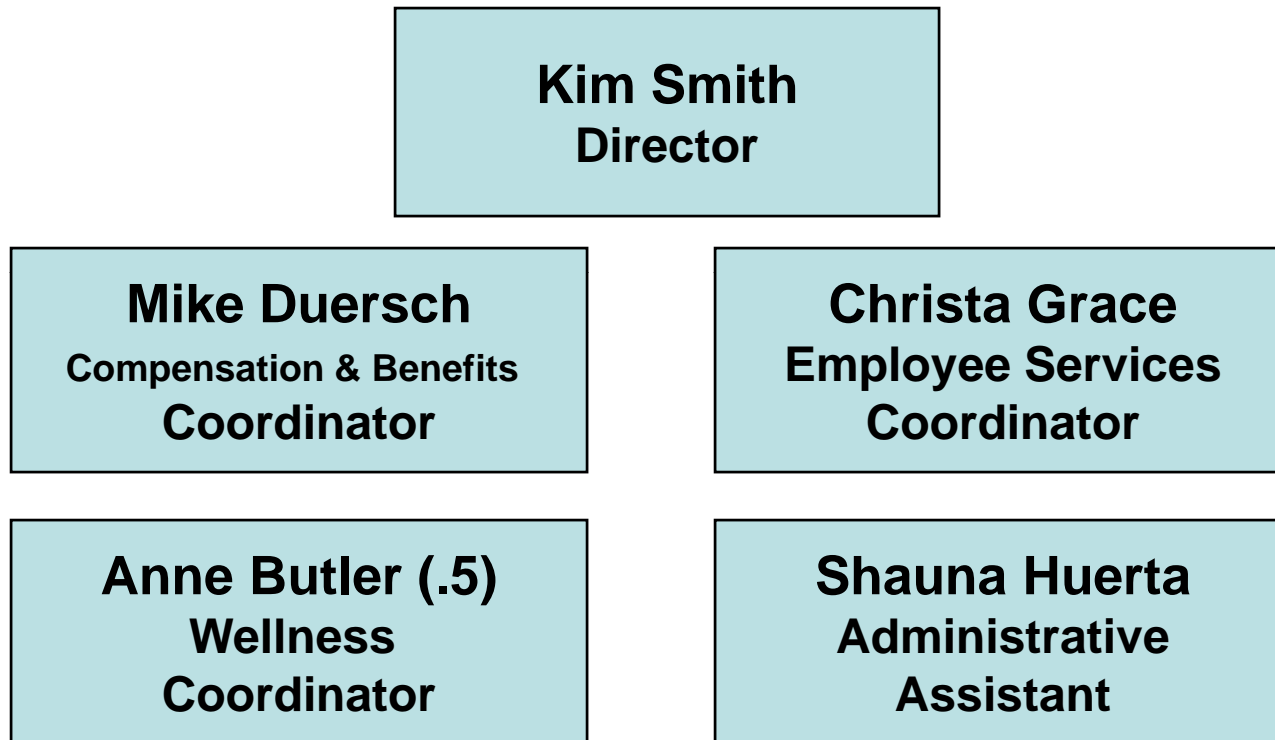 Kim Smith
Director
Mike Duersch
Compensation & Benefits
Coordinator
Christa Grace
Employee Services
Coordinator
Anne Butler (.5)
Wellness
Coordinator
Shauna Huerta
Administrative
Assistant